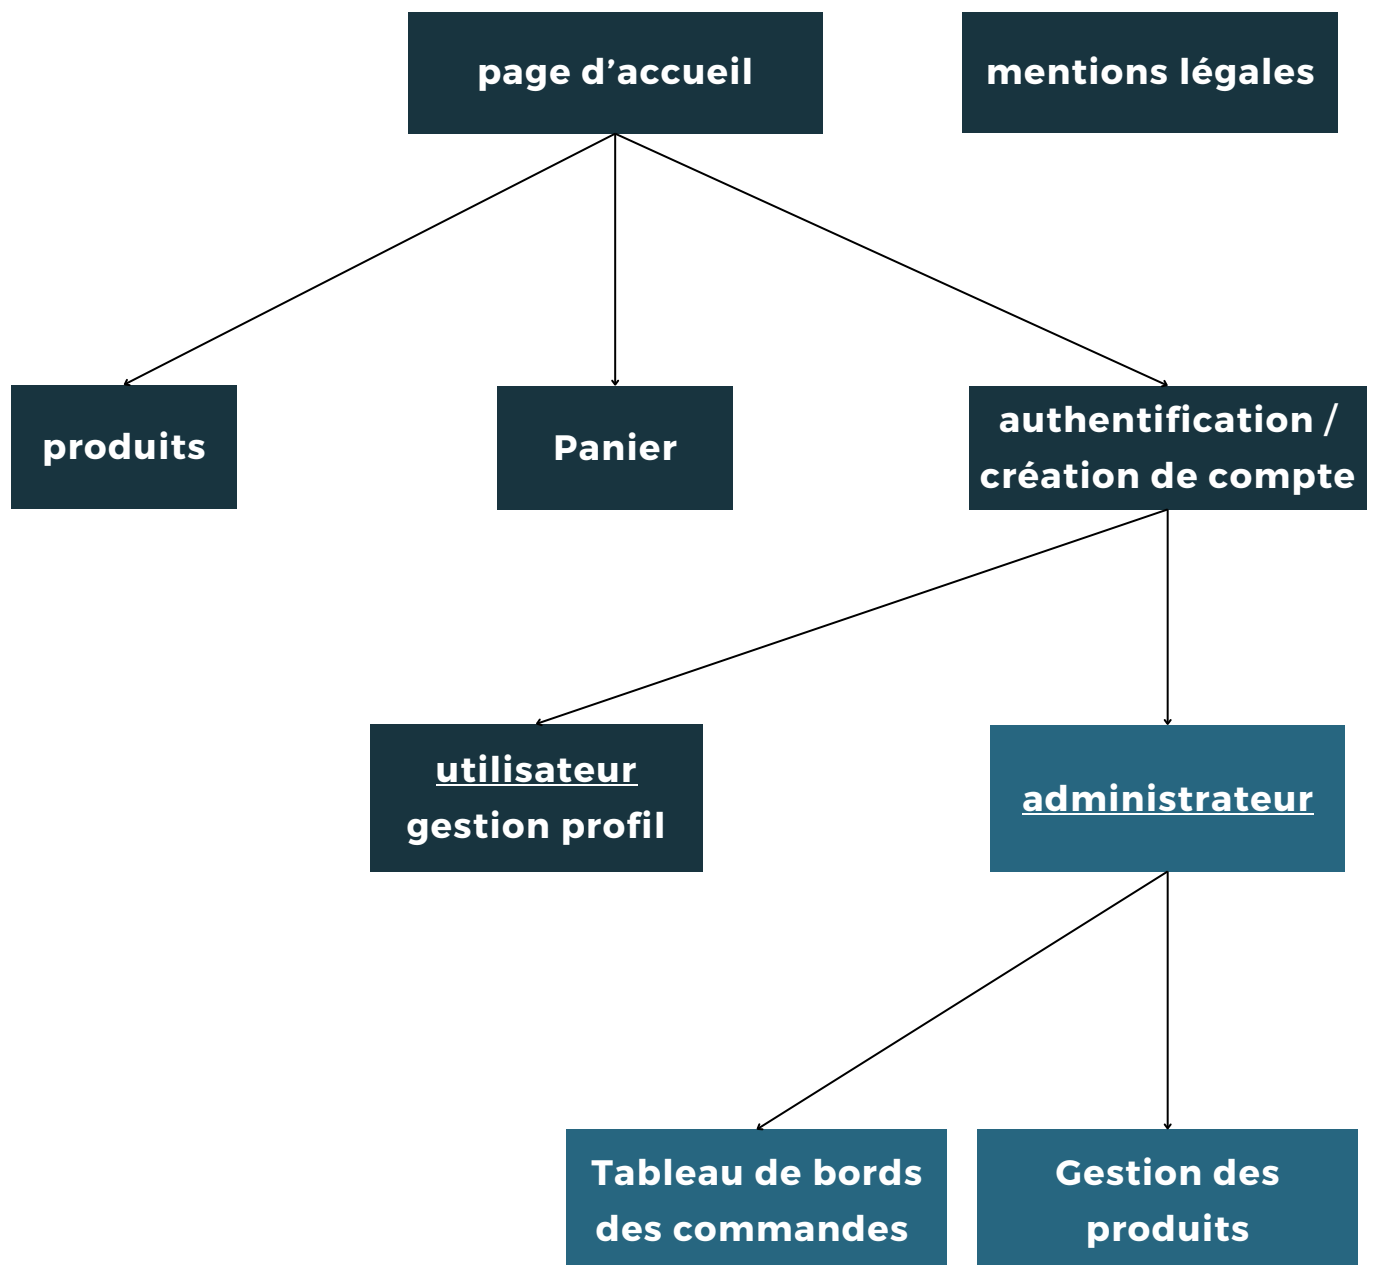 page d’accueil
mentions légales
produits
Panier
authentification /
création de compte
utilisateur
gestion profil
administrateur
Tableau de bords
des commandes
Gestion des
produits